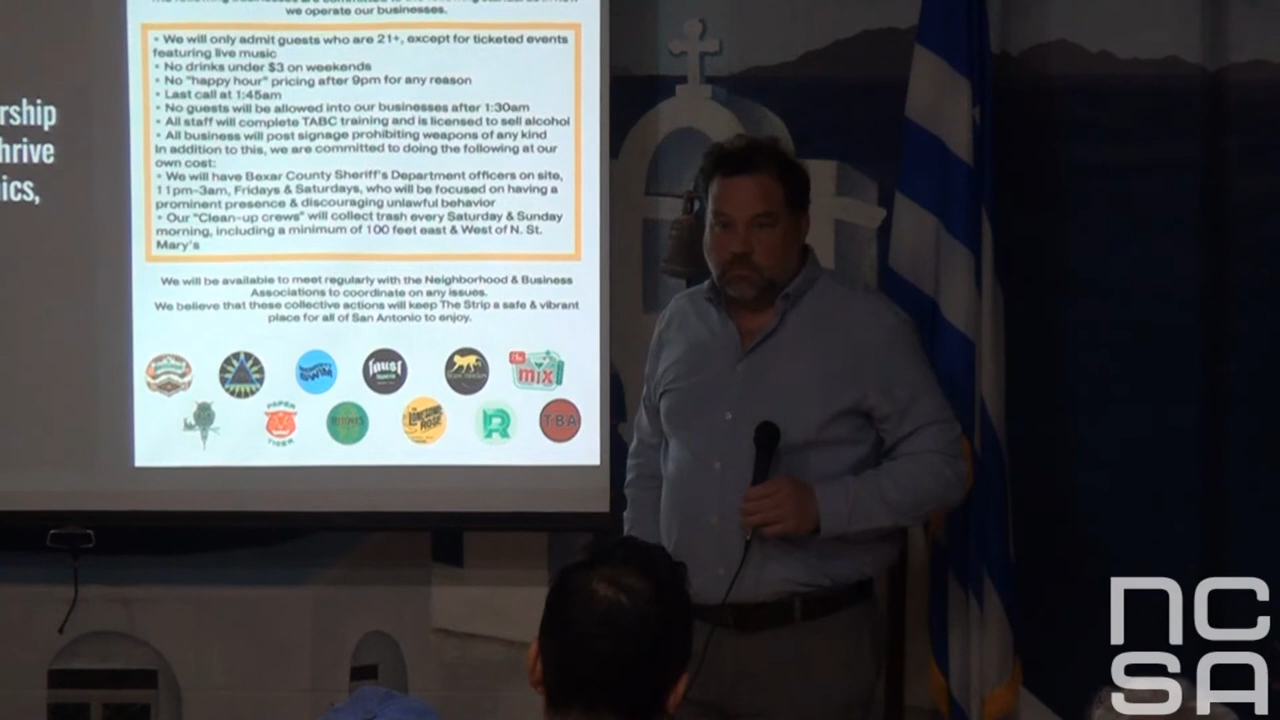 we operate our businesses.
rship
hrive
ics,
• We will only admit guests who are 21+, except for ticketed events
featuring live music
• No drinks under $3 on weekends
• No "happy hour" pricing after 9pm for any reason
• Last call at 1:45am
• No guests will be allowed into our businesses after 1:30am
• All staff will complete TABC training and is licensed to sell alcohol
• All business will post signage prohibiting weapons of any kind
In addition to this, we are committed to doing the following at our
own cost:
• We will have Bexar County Sheriff's Department officers on site,
11pm-3am, Fridays & Saturdays, who will be focused on having a
prominent presence & discouraging unlawful behavior
• Our "Clean-up crews" will collect trash every Saturday & Sunday
morning, including a minimum of 100 feet east & West of N. St.
Mary's
We will be available to meet regularly with the Neighborhood & Business
Associations to coordinate on any issues.
We believe that these collective actions will keep The Strip a safe & vibrant
place for all of San Antonio to enjoy.
faust
mix
PAPER
TIGER
LONESOME
ROSE
R
TBA
NC
SA